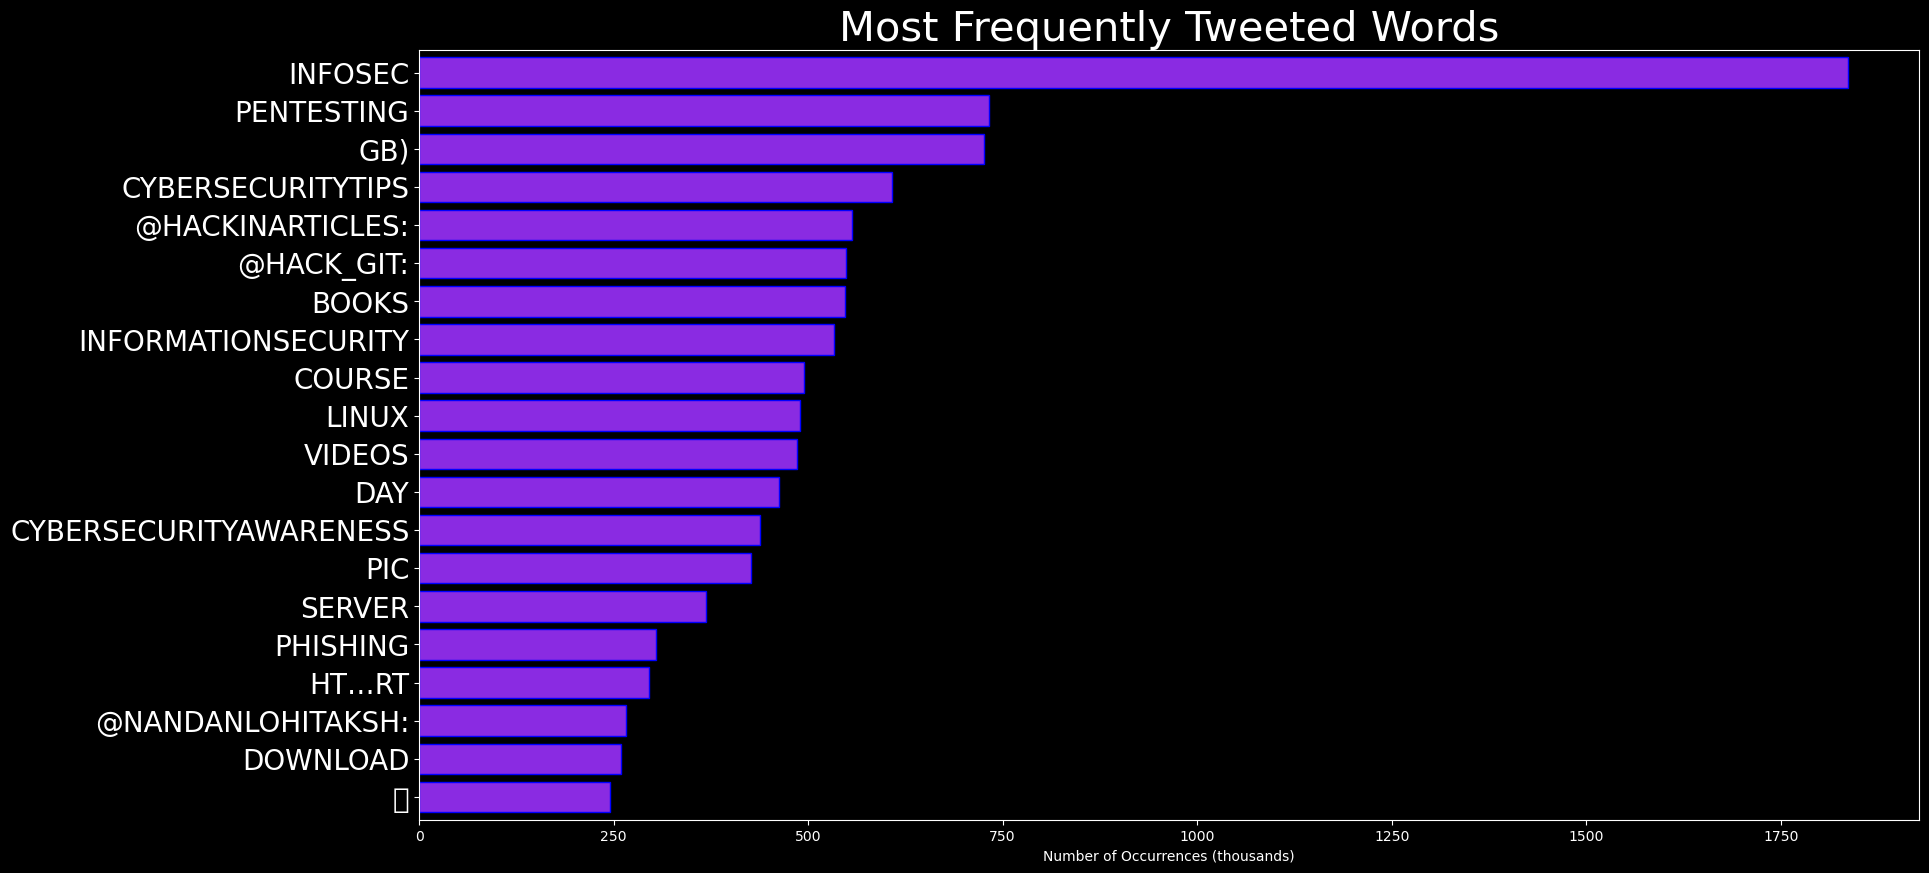 Most Frequently Tweeted Words
INFOSEC
PENTESTING
GB)
CYBERSECURITYTIPS
@HACKINARTICLES:
@HACK_GIT:
BOOKS
INFORMATIONSECURITY
COURSE
LINUX
VIDEOS
DAY
CYBERSECURITYAWARENESS
PIC
SERVER
PHISHING
HT…RT
@NANDANLOHITAKSH:
DOWNLOAD
0 250 500 750 1000 1250 1500 1750
Number of Occurrences (thousands)